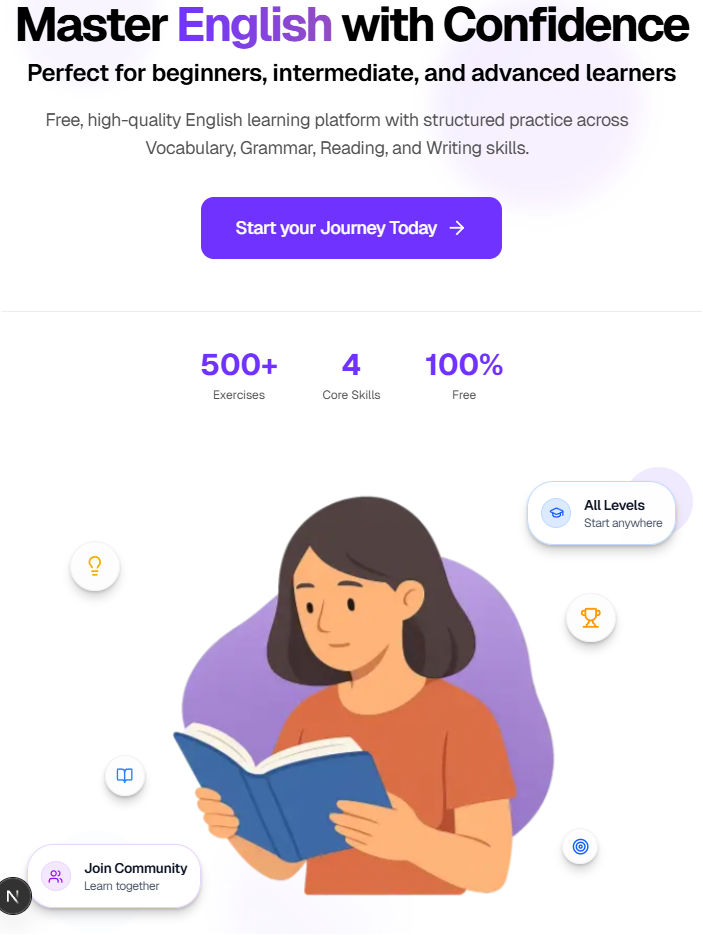 Master English with Confidence
Perfect for beginners, intermediate, and advanced learners
Free, high-quality English learning platform with structured practice across
Vocabulary, Grammar, Reading, and Writing skills.
Start your Journey Today →
500+
4
100%
Exercises
Core Skills
Free
All Levels
Start anywhere
Join Community
Learn together
N